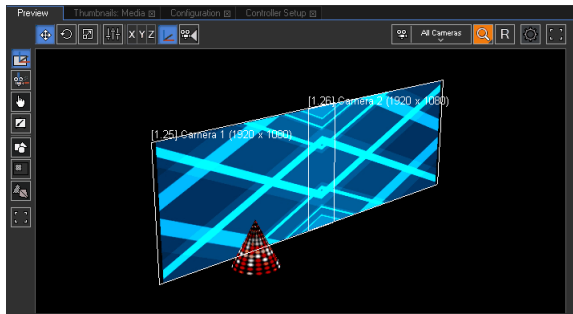 Preview Thumbnails: Media Configuration Controller Setup
X Y Z All Cameras R
[1.26] Camera 2 (1920 x 1080)
[1.25] Camera 1 (1920 x 1080)